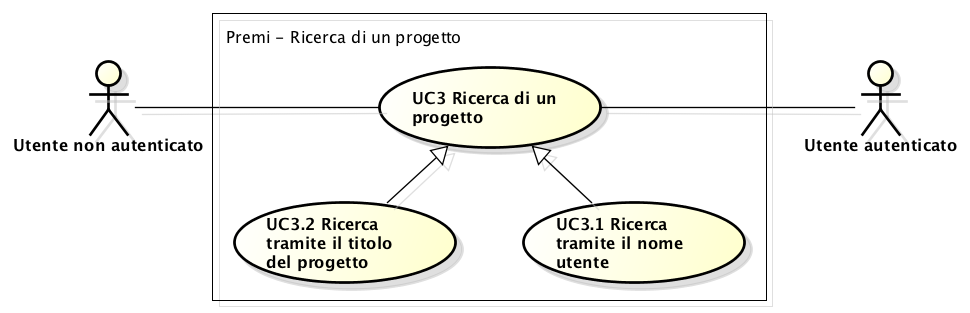 Premi - Ricerca di un progetto
UC3 Ricerca di un
progetto
Utente non autenticato
Utente autenticato
UC3.2 Ricerca
tramite il titolo
del progetto
UC3.1 Ricerca
tramite il nome
utente